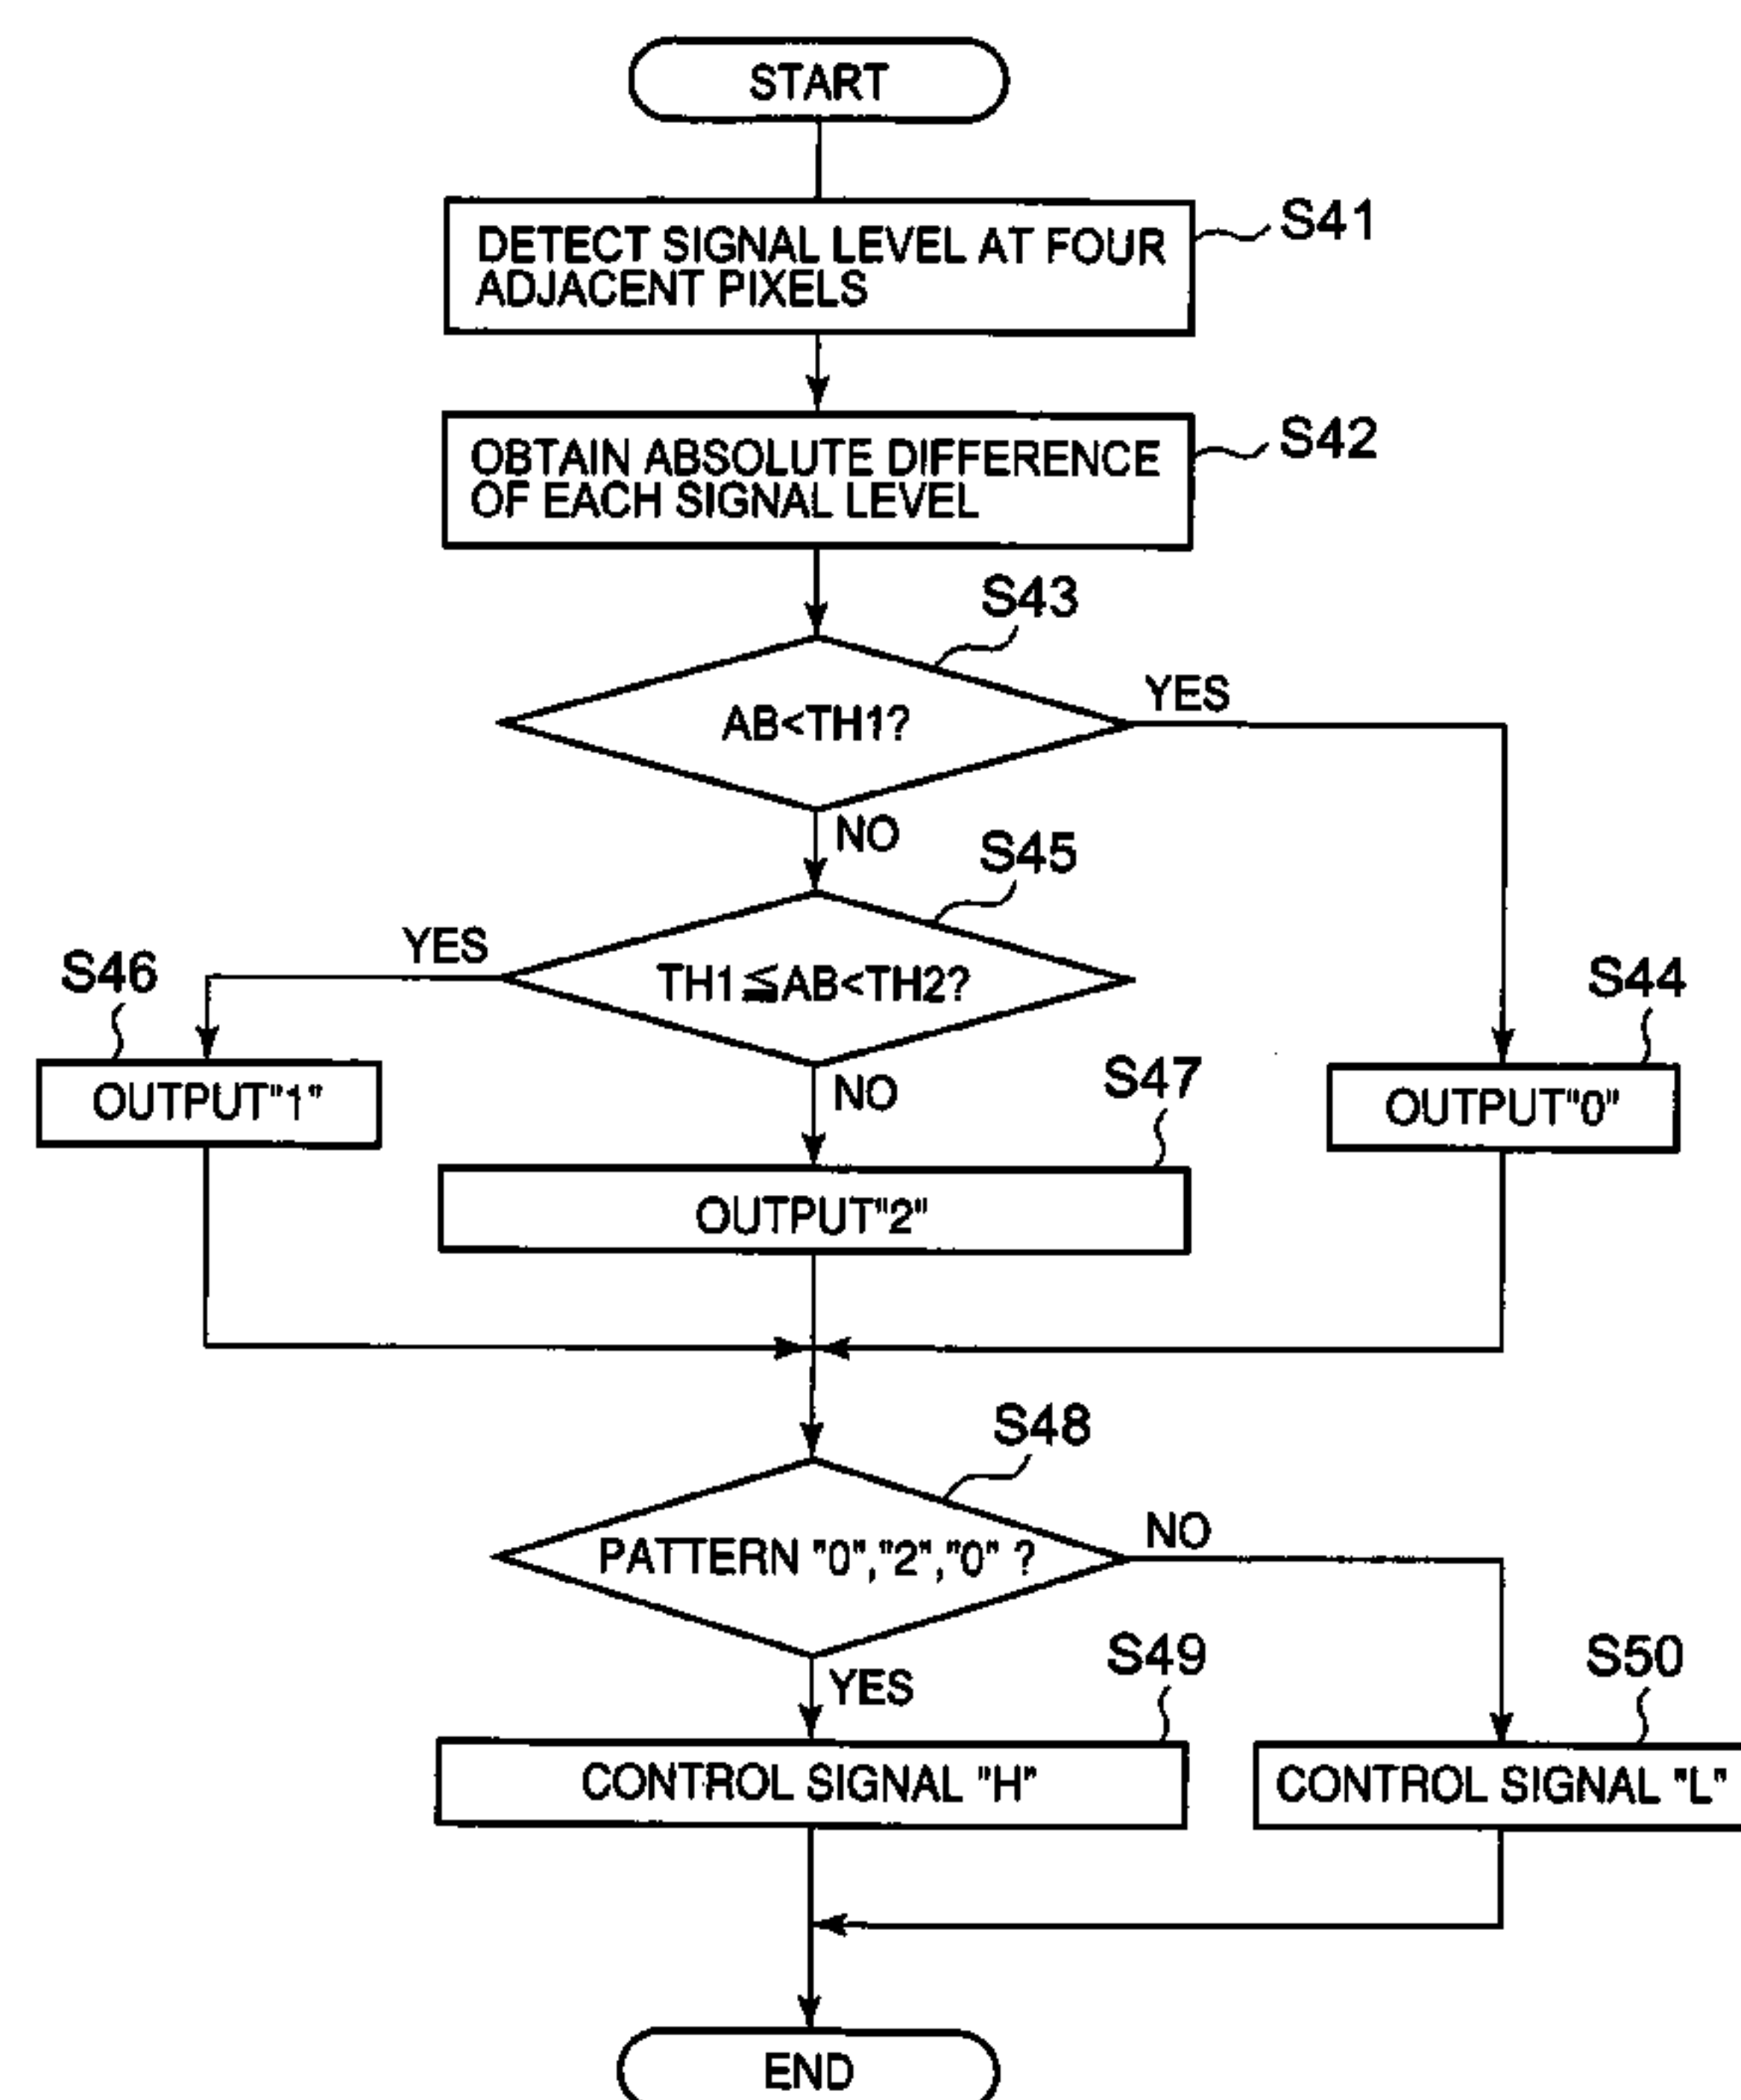 START
S41
DETECT SIGNAL LEVEL AT FOUR
ADJACENT PIXELS
S42
OBTAIN ABSOLUTE DIFFERENCE
OF EACH SIGNAL LEVEL
S43
AB<TH1?
YES
NO
S45
YES
TH1≦AB<TH2?
S46
S44
OUTPUT"1"
NO
S47
OUTPUT"0"
OUTPUT"2"
S48
PATTERN "0","2","0" ?
NO
YES
S49
S50
CONTROL SIGNAL "H"
CONTROL SIGNAL "L"
END